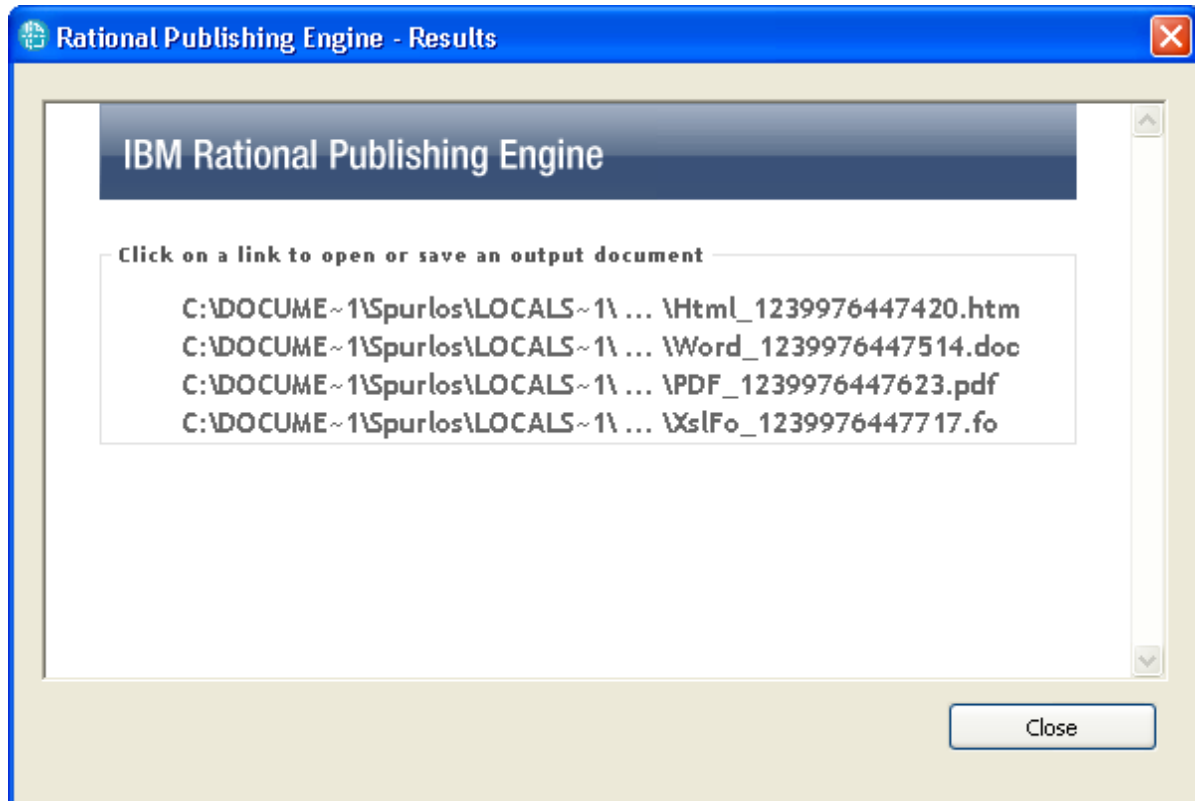 Rational Publishing Engine - Results
IBM Rational Publishing Engine
Click on a link to open or save an output document
C:\DOCUME~1\Spurlos\LOCALS~1\ ... \Html_1239976447420.htm
C:\DOCUME~1\Spurlos\LOCALS~1\ ... \Word_1239976447514.doc
C:\DOCUME~1\Spurlos\LOCALS~1\ ... \PDF_1239976447623.pdf
C:\DOCUME~1\Spurlos\LOCALS~1\ ... \XslFo_1239976447717.fo
Close